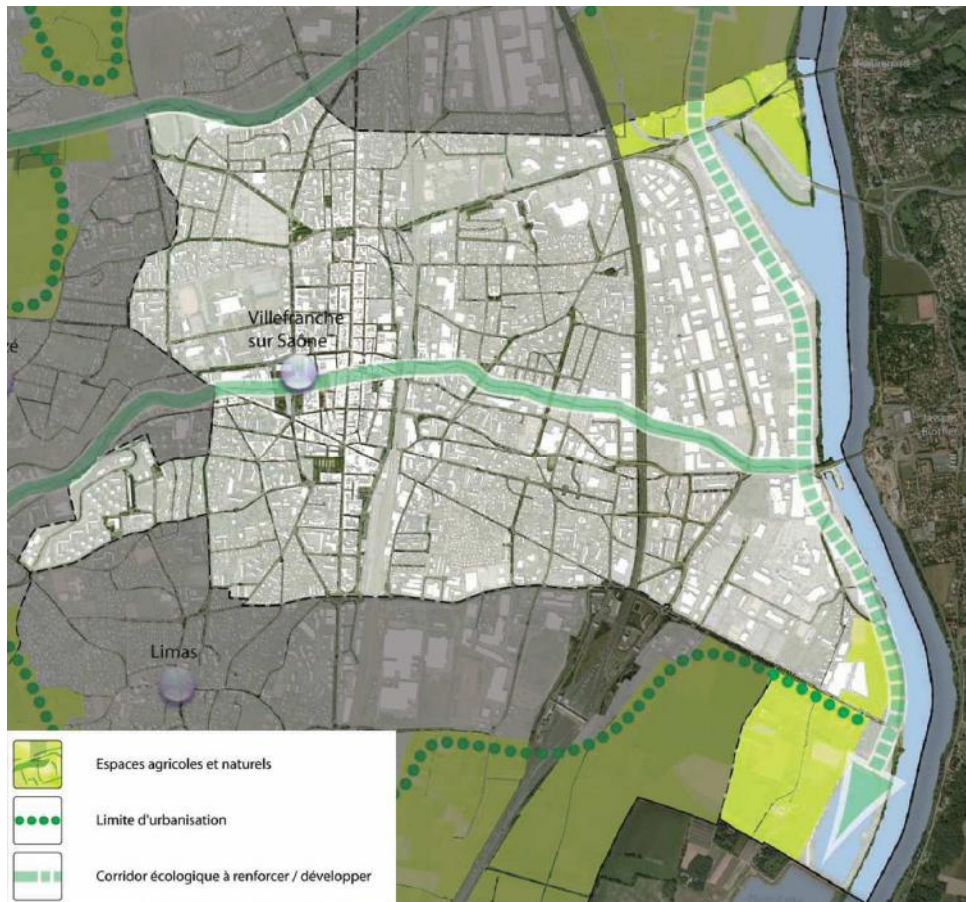 Villefranche
sur Saône
Limas
Espaces agricoles et naturels
Limite d'urbanisation
Corridor écologique à renforcer / développer